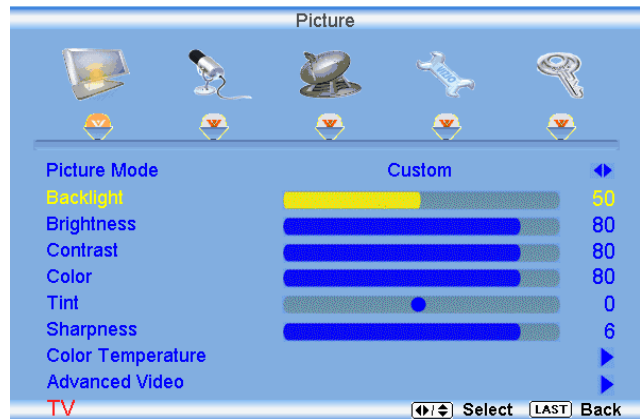 Picture
VIZIO
Picture Mode Custom
Backlight 50
Brightness 80
Contrast 80
Color 80
Tint 0
Sharpness 6
Color Temperature
Advanced Video
TV Select LAST Back